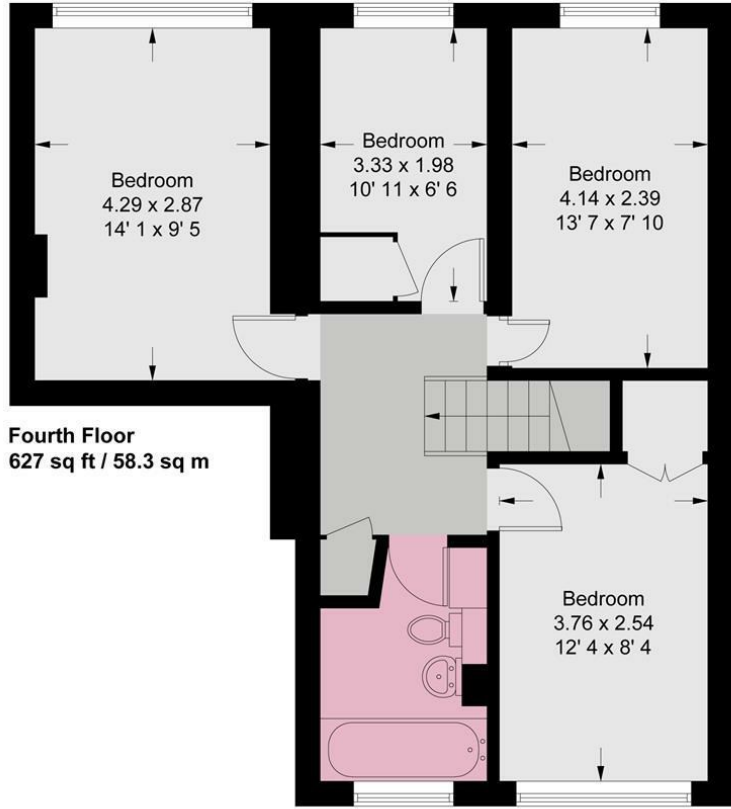 Bedroom
4.29 x 2.87
14' 1 x 9' 5
Bedroom
3.33 x 1.98
10' 11 x 6' 6
Bedroom
4.14 x 2.39
13' 7 x 7' 10
Fourth Floor
627 sq ft / 58.3 sq m
Bedroom
3.76 x 2.54
12' 4 x 8' 4